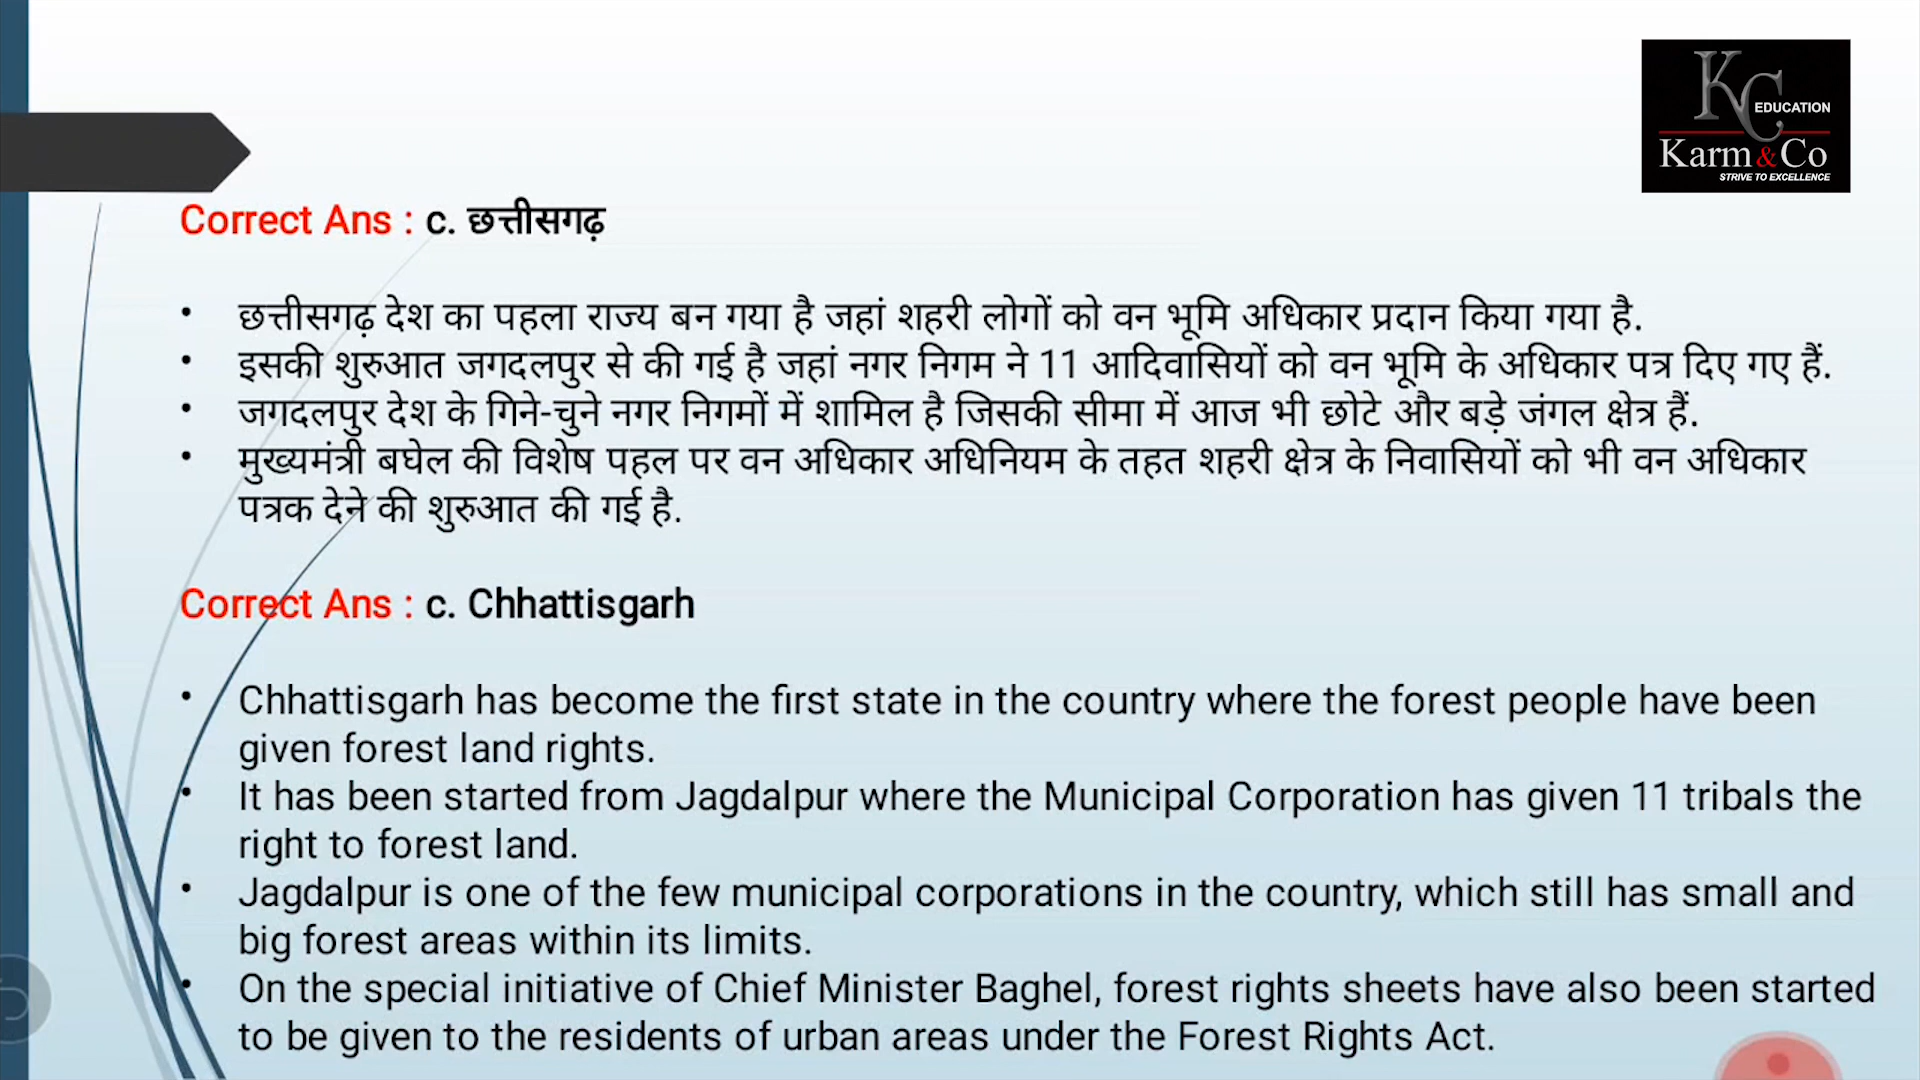 KC EDUCATION
Karm & Co
STRIVE TO EXCELLENCE
Correct Ans : c. छत्तीसगढ़
• छत्तीसगढ़ देश का पहला राज्य बन गया है जहां शहरी लोगों को वन भूमि अधिकार प्रदान किया गया है.
• इसकी शुरुआत जगदलपुर से की गई है जहां नगर निगम ने 11 आदिवासियों को वन भूमि के अधिकार पत्र दिए गए हैं.
• जगदलपुर देश के गिने-चुने नगर निगमों में शामिल है जिसकी सीमा में आज भी छोटे और बड़े जंगल क्षेत्र हैं.
• मुख्यमंत्री बघेल की विशेष पहल पर वन अधिकार अधिनियम के तहत शहरी क्षेत्र के निवासियों को भी वन अधिकार
पत्रक देने की शुरुआत की गई है.
Correct Ans : c. Chhattisgarh
• Chhattisgarh has become the first state in the country where the forest people have been
given forest land rights.
• It has been started from Jagdalpur where the Municipal Corporation has given 11 tribals the
right to forest land.
• Jagdalpur is one of the few municipal corporations in the country, which still has small and
big forest areas within its limits.
• On the special initiative of Chief Minister Baghel, forest rights sheets have also been started
to be given to the residents of urban areas under the Forest Rights Act.